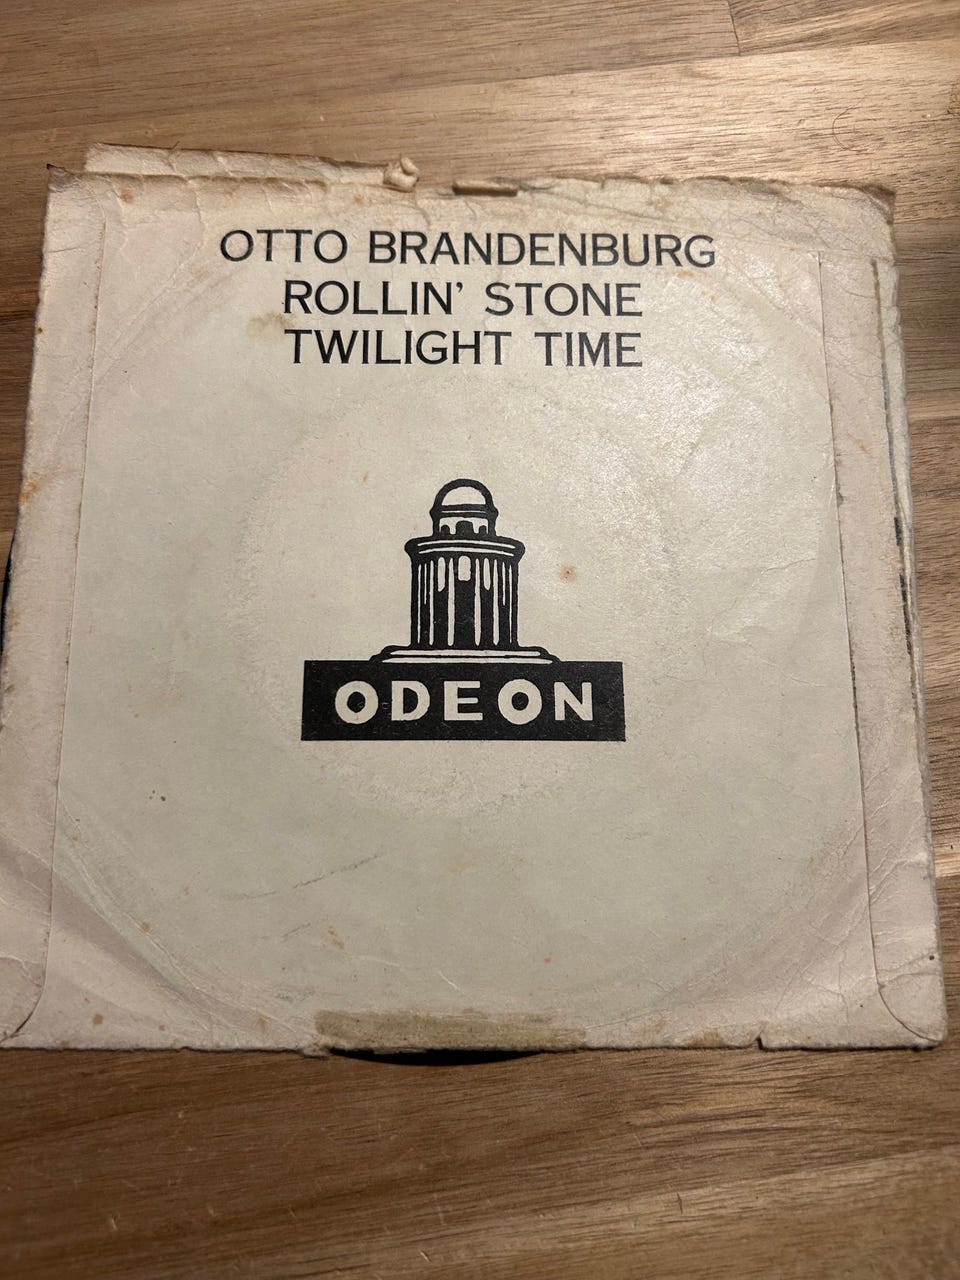 OTTO BRANDENBURG
ROLLIN' STONE
TWILIGHT TIME
ODEON